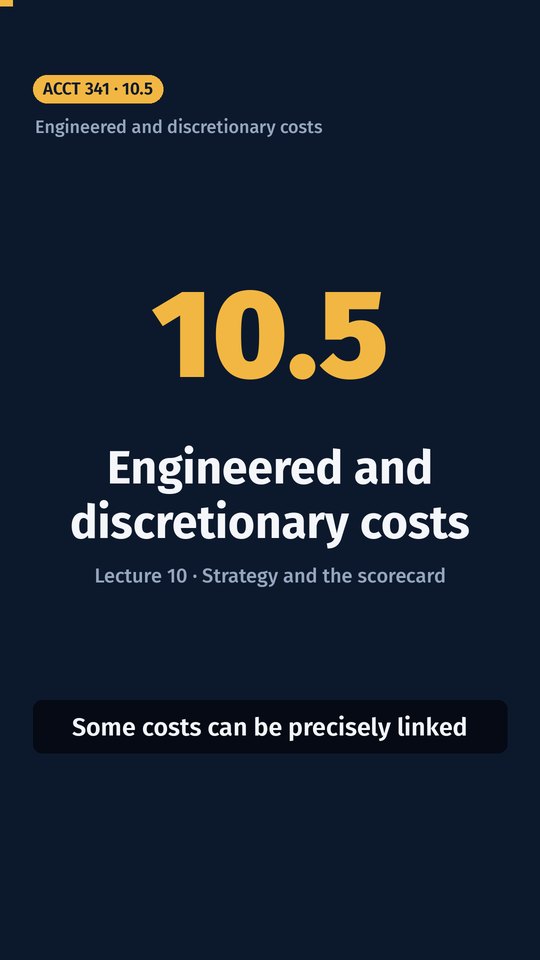 ACCT 341 · 10.5
Engineered and discretionary costs
10.5
Engineered and
discretionary costs
Lecture 10 · Strategy and the scorecard
Some costs can be precisely linked